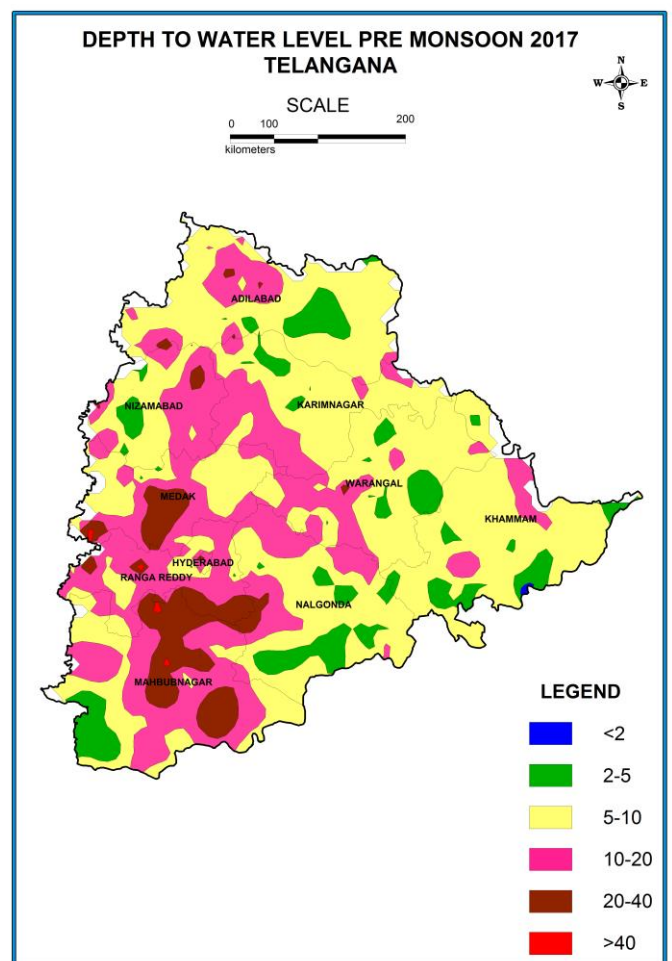 DEPTH TO WATER LEVEL PRE MONSOON 2017
TELANGANA
N
W E
S
SCALE
0 100 200
kilometers
ADILABAD
NIZAMABAD
KARIMNAGAR
MEDAK
WARANGAL
KHAMMAM
HYDERABAD
RANGA REDDY
NALGONDA
MAHBUBNAGAR
LEGEND
<2
2-5
5-10
10-20
20-40
>40